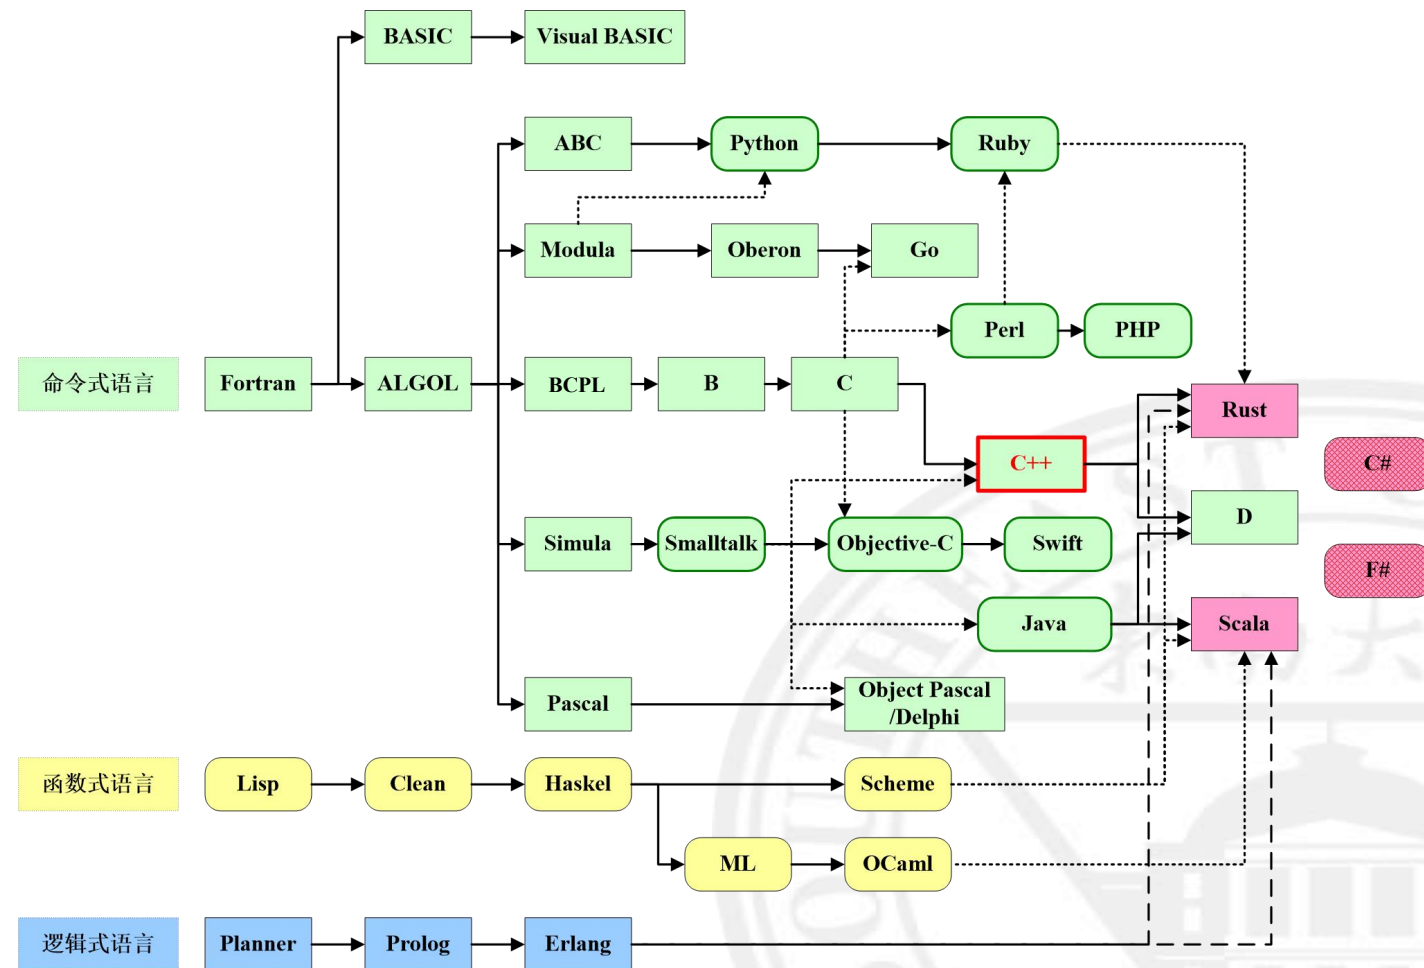 BASIC
Visual BASIC
ABC
Python
Ruby
Modula
Oberon
Go
Perl
PHP
命令式语言
Fortran
ALGOL
BCPL
B
C
Rust
C++
C#
D
Simula
Smalltalk
Objective-C
Swift
F#
Java
Scala
Pascal
Object Pascal
/Delphi
函数式语言
Lisp
Clean
Haskel
Scheme
ML
OCaml
逻辑式语言
Planner
Prolog
Erlang